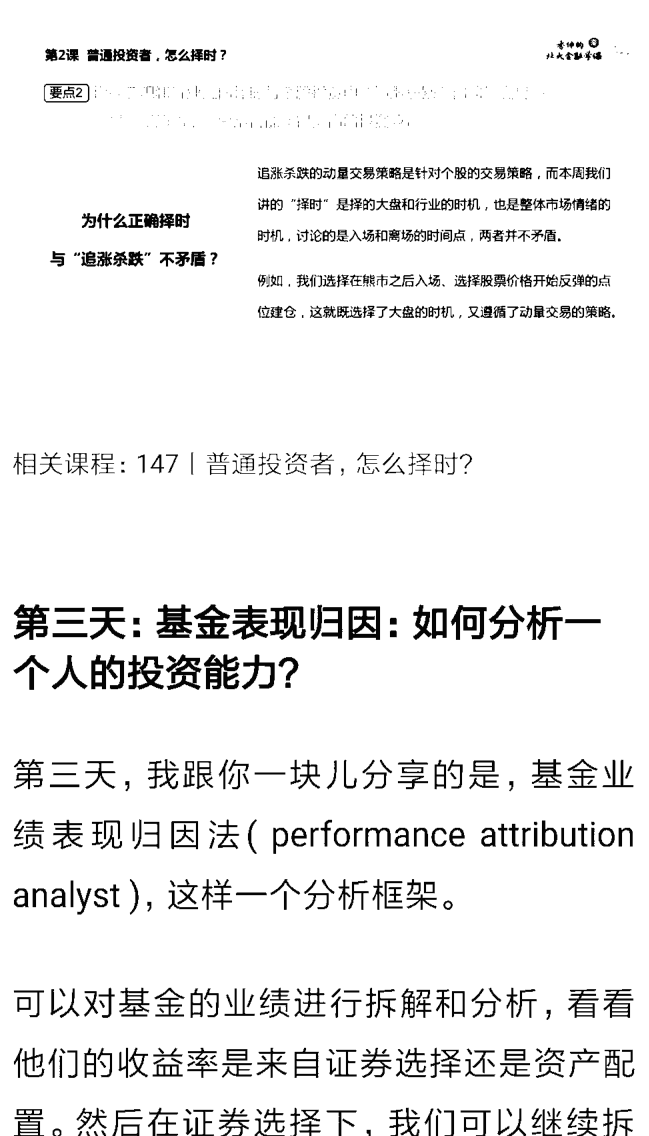 第2课 普通投资者，怎么择时？
要点2
追涨杀跌的动量交易策略是针对个股的交易策略，而本周我们
讲的“择时”是择的大盘和行业的时机，也是整体市场情绪的
时机，讨论的是入场和离场的时间点，两者并不矛盾。
为什么正确择时
与“追涨杀跌”不矛盾？
例如，我们选择在熊市之后入场、选择股票价格开始反弹的点
位建仓，这就既选择了大盘的时机，又遵循了动量交易的策略。
相关课程：147丨普通投资者，怎么择时？
第三天：基金表现归因：如何分析一
个人的投资能力？
第三天，我跟你一块儿分享的是，基金业
绩表现归因法( performance attribution
analyst )，这样一个分析框架。
可以对基金的业绩进行拆解和分析，看看
他们的收益率是来自证券选择还是资产配
置。然后在证券选择下，我们可以继续拆